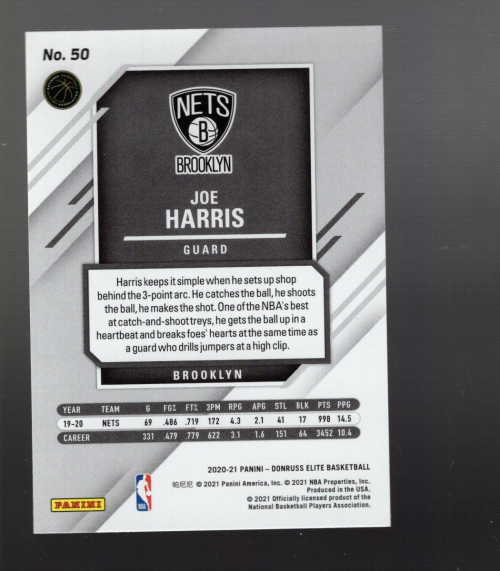 No. 50
NETS
B
BROOKLYN
JOE
HARRIS
GUARD
Harris keeps it simple when he sets up shop
behind the 3-point arc. He catches the ball, he shoots
the ball, he makes the shot. One of the NBA's best
at catch-and-shoot treys, he gets the ball up in a
heartbeat and breaks foes' hearts at the same time as
a guard who drills jumpers at a high clip.
BROOKLYN
YEAR TEAM G FG% FT% 3PM RPG APG STL BLK PTS PPG
19-20 NETS 69 .486 .719 172 4.3 2.1 41 17 998 14.5
CAREER 331 .479 .779 622 3.1 1.6 151 64 3452 10.4
2020-21 PANINI – DONRUSS ELITE BASKETBALL
帕尼尼 © 2021 Panini America, Inc. © 2021 NBA Properties, Inc.
Produced in the USA.
© 2021 Officially licensed product of the
National Basketball Players Association.
PANINI
NBA